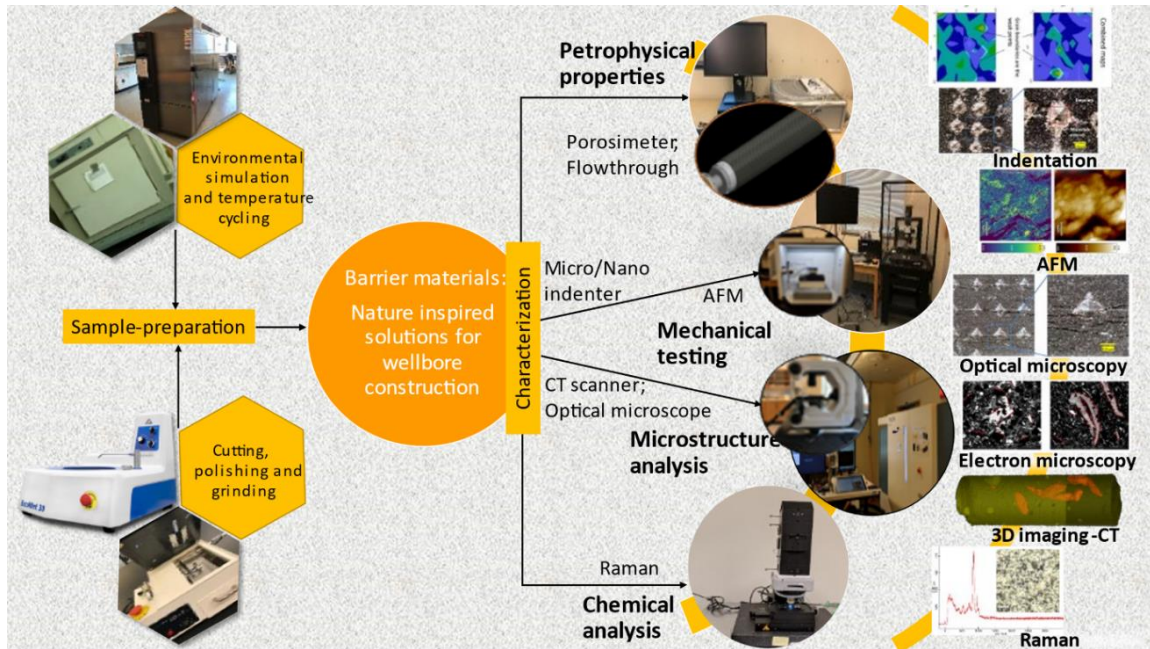 Environmental
simulation
and temperature
cycling
Sample-preparation
Cutting,
polishing and
grinding
Barrier materials:
Nature inspired
solutions for
wellbore
construction
Characterization
Petrophysical
properties
Porosimeter;
Flowthrough
Micro/Nano
indenter
AFM
Mechanical
testing
CT scanner;
Optical microscope
Microstructure
analysis
Raman
Chemical
analysis
Combined maps
Indentation
AFM
Optical microscopy
Electron microscopy
3D imaging -CT
Raman